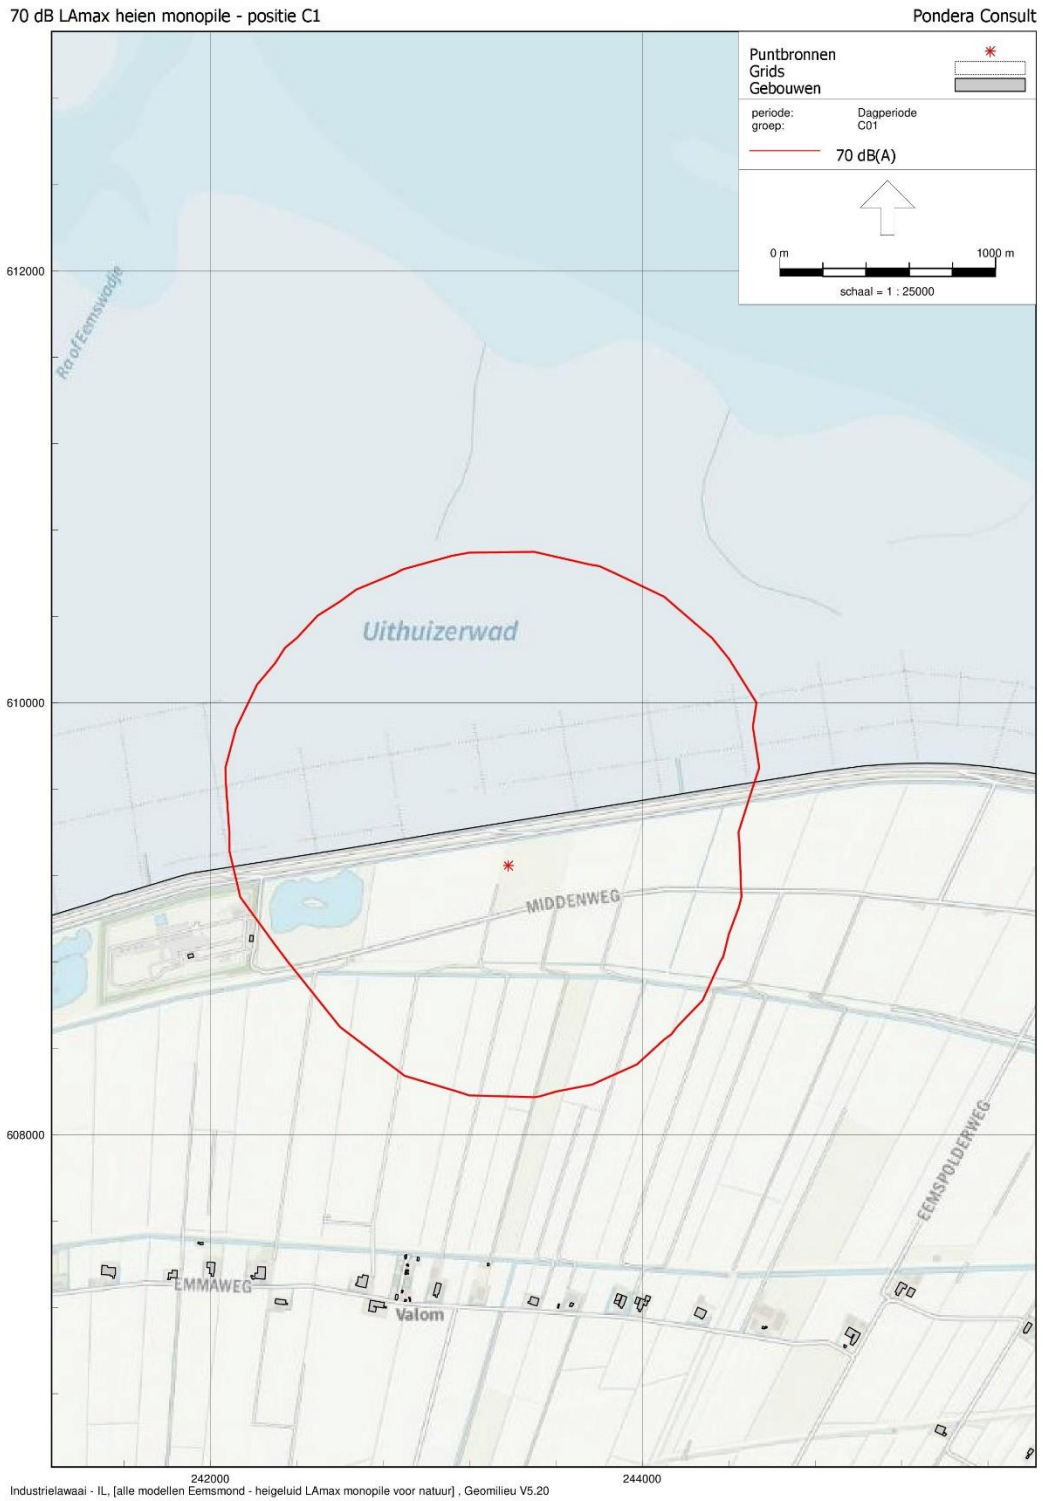 70 dB LAmax heien monopile - positie C1
Pondera Consult
Puntbronnen
Grids
Gebouwen
periode: Dagperiode
groep: C01
70 dB(A)
0 m 1000 m
schaal = 1 : 25000
612000
Ra of Eemswadje
Uithuizerwad
610000
MIDDENWEG
608000
EEMSPOLDERWEG
EMMAWEG
Valom
242000 244000
Industrielawaai - IL, [alle modellen Eemsmond - heigeluid LAmax monopile voor natuur] , Geomilieu V5.20